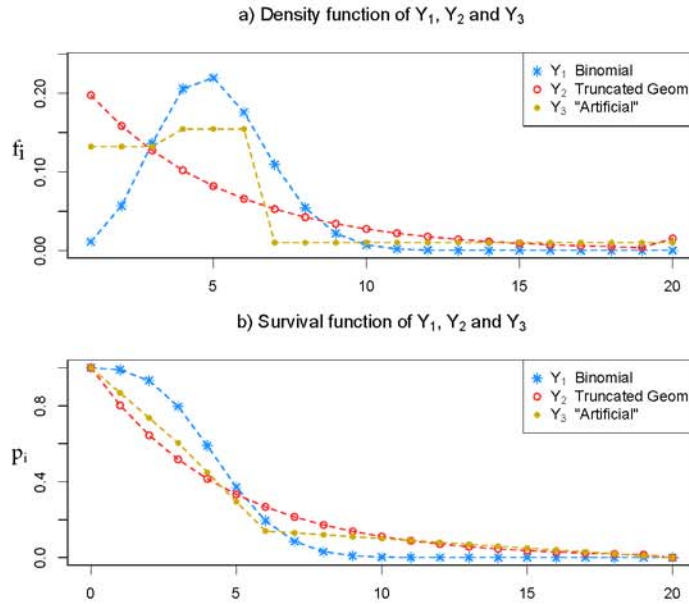 a) Density function of Y₁, Y₂ and Y₃
fᵢ
0.20
0.10
0.00
Y₁ Binomial
Y₂ Truncated Geom
Y₃ "Artificial"
5 10 15 20
b) Survival function of Y₁, Y₂ and Y₃
pᵢ
0.8
0.4
0.0
Y₁ Binomial
Y₂ Truncated Geom
Y₃ "Artificial"
0 5 10 15 20